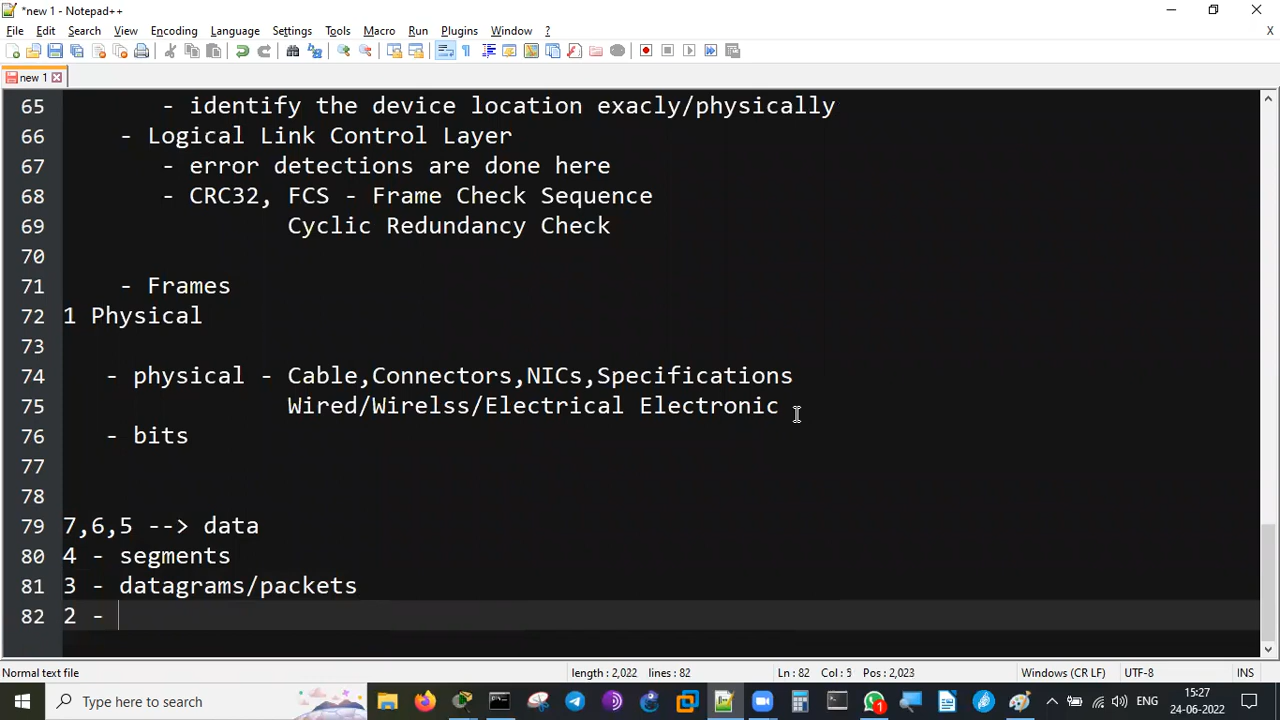 *new 1 - Notepad++
File Edit Search View Encoding Language Settings Tools Macro Run Plugins Window ? X
new 1
65 - identify the device location exacly/physically
66 - Logical Link Control Layer
67 - error detections are done here
68 - CRC32, FCS - Frame Check Sequence
69 Cyclic Redundancy Check
70
71 - Frames
72 1 Physical
73
74 - physical - Cable,Connectors,NICs,Specifications
75 Wired/Wirelss/Electrical Electronic
76 - bits
77
78
79 7,6,5 --> data
80 4 - segments
81 3 - datagrams/packets
82 2 -
Normal text file length : 2,022 lines : 82 Ln : 82 Col : 5 Pos : 2,023 Windows (CR LF) UTF-8 INS
Type here to search ENG 15:27
24-06-2022